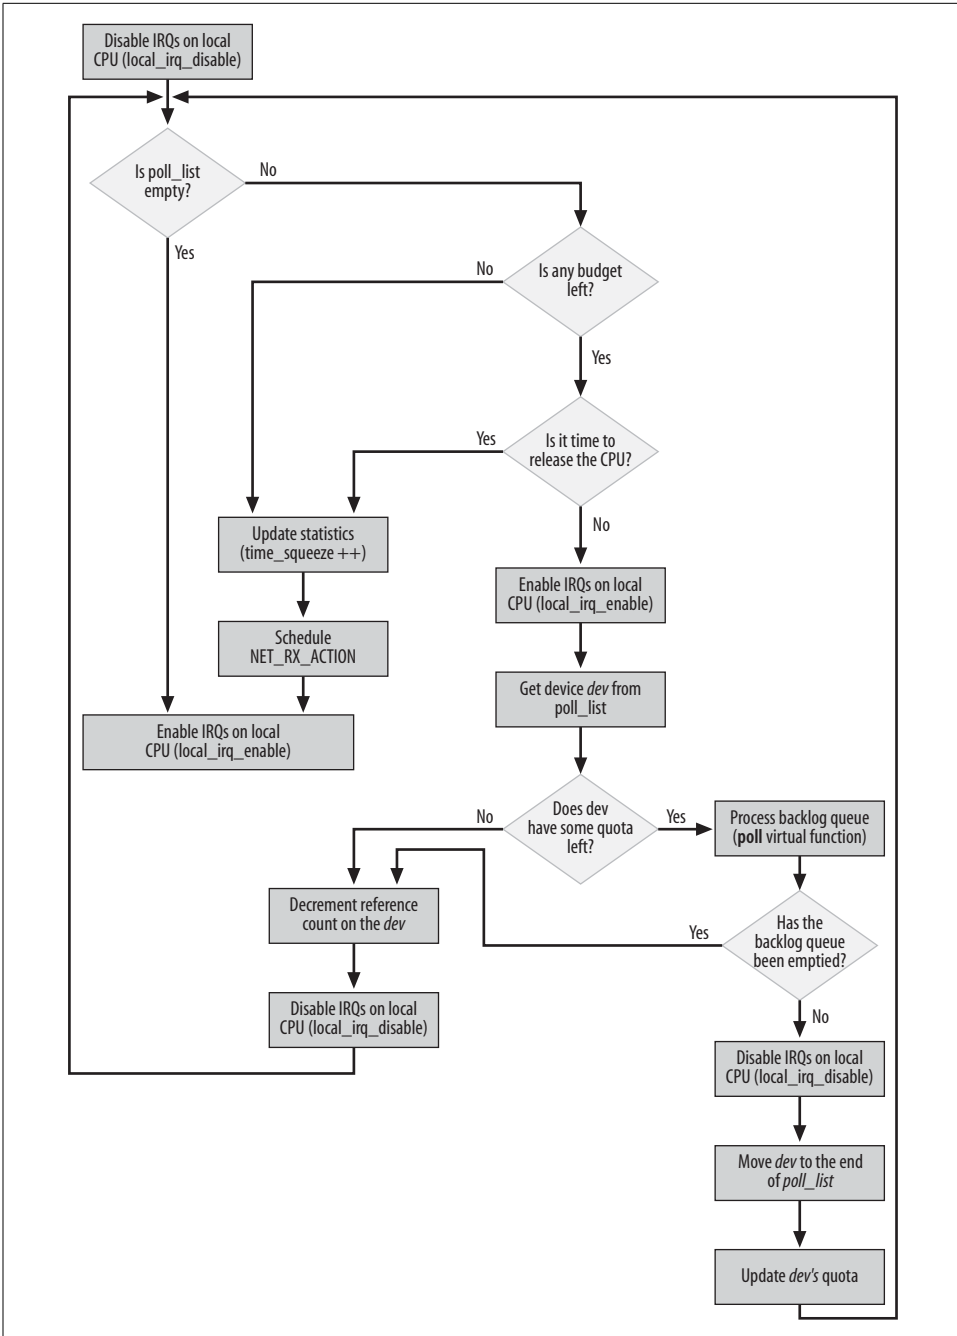 Disable IRQs on local
CPU (local_irq_disable)
Is poll_list
empty?
No
Yes
Is any budget
left?
No
Yes
Is it time to
release the CPU?
Yes
No
Update statistics
(time_squeeze ++)
Enable IRQs on local
CPU (local_irq_enable)
Schedule
NET_RX_ACTION
Get device dev from
poll_list
Enable IRQs on local
CPU (local_irq_enable)
Does dev
have some quota
left?
No
Yes
Process backlog queue
(poll virtual function)
Decrement reference
count on the dev
Has the
backlog queue
been emptied?
Yes
No
Disable IRQs on local
CPU (local_irq_disable)
Disable IRQs on local
CPU (local_irq_disable)
Move dev to the end
of poll_list
Update dev's quota